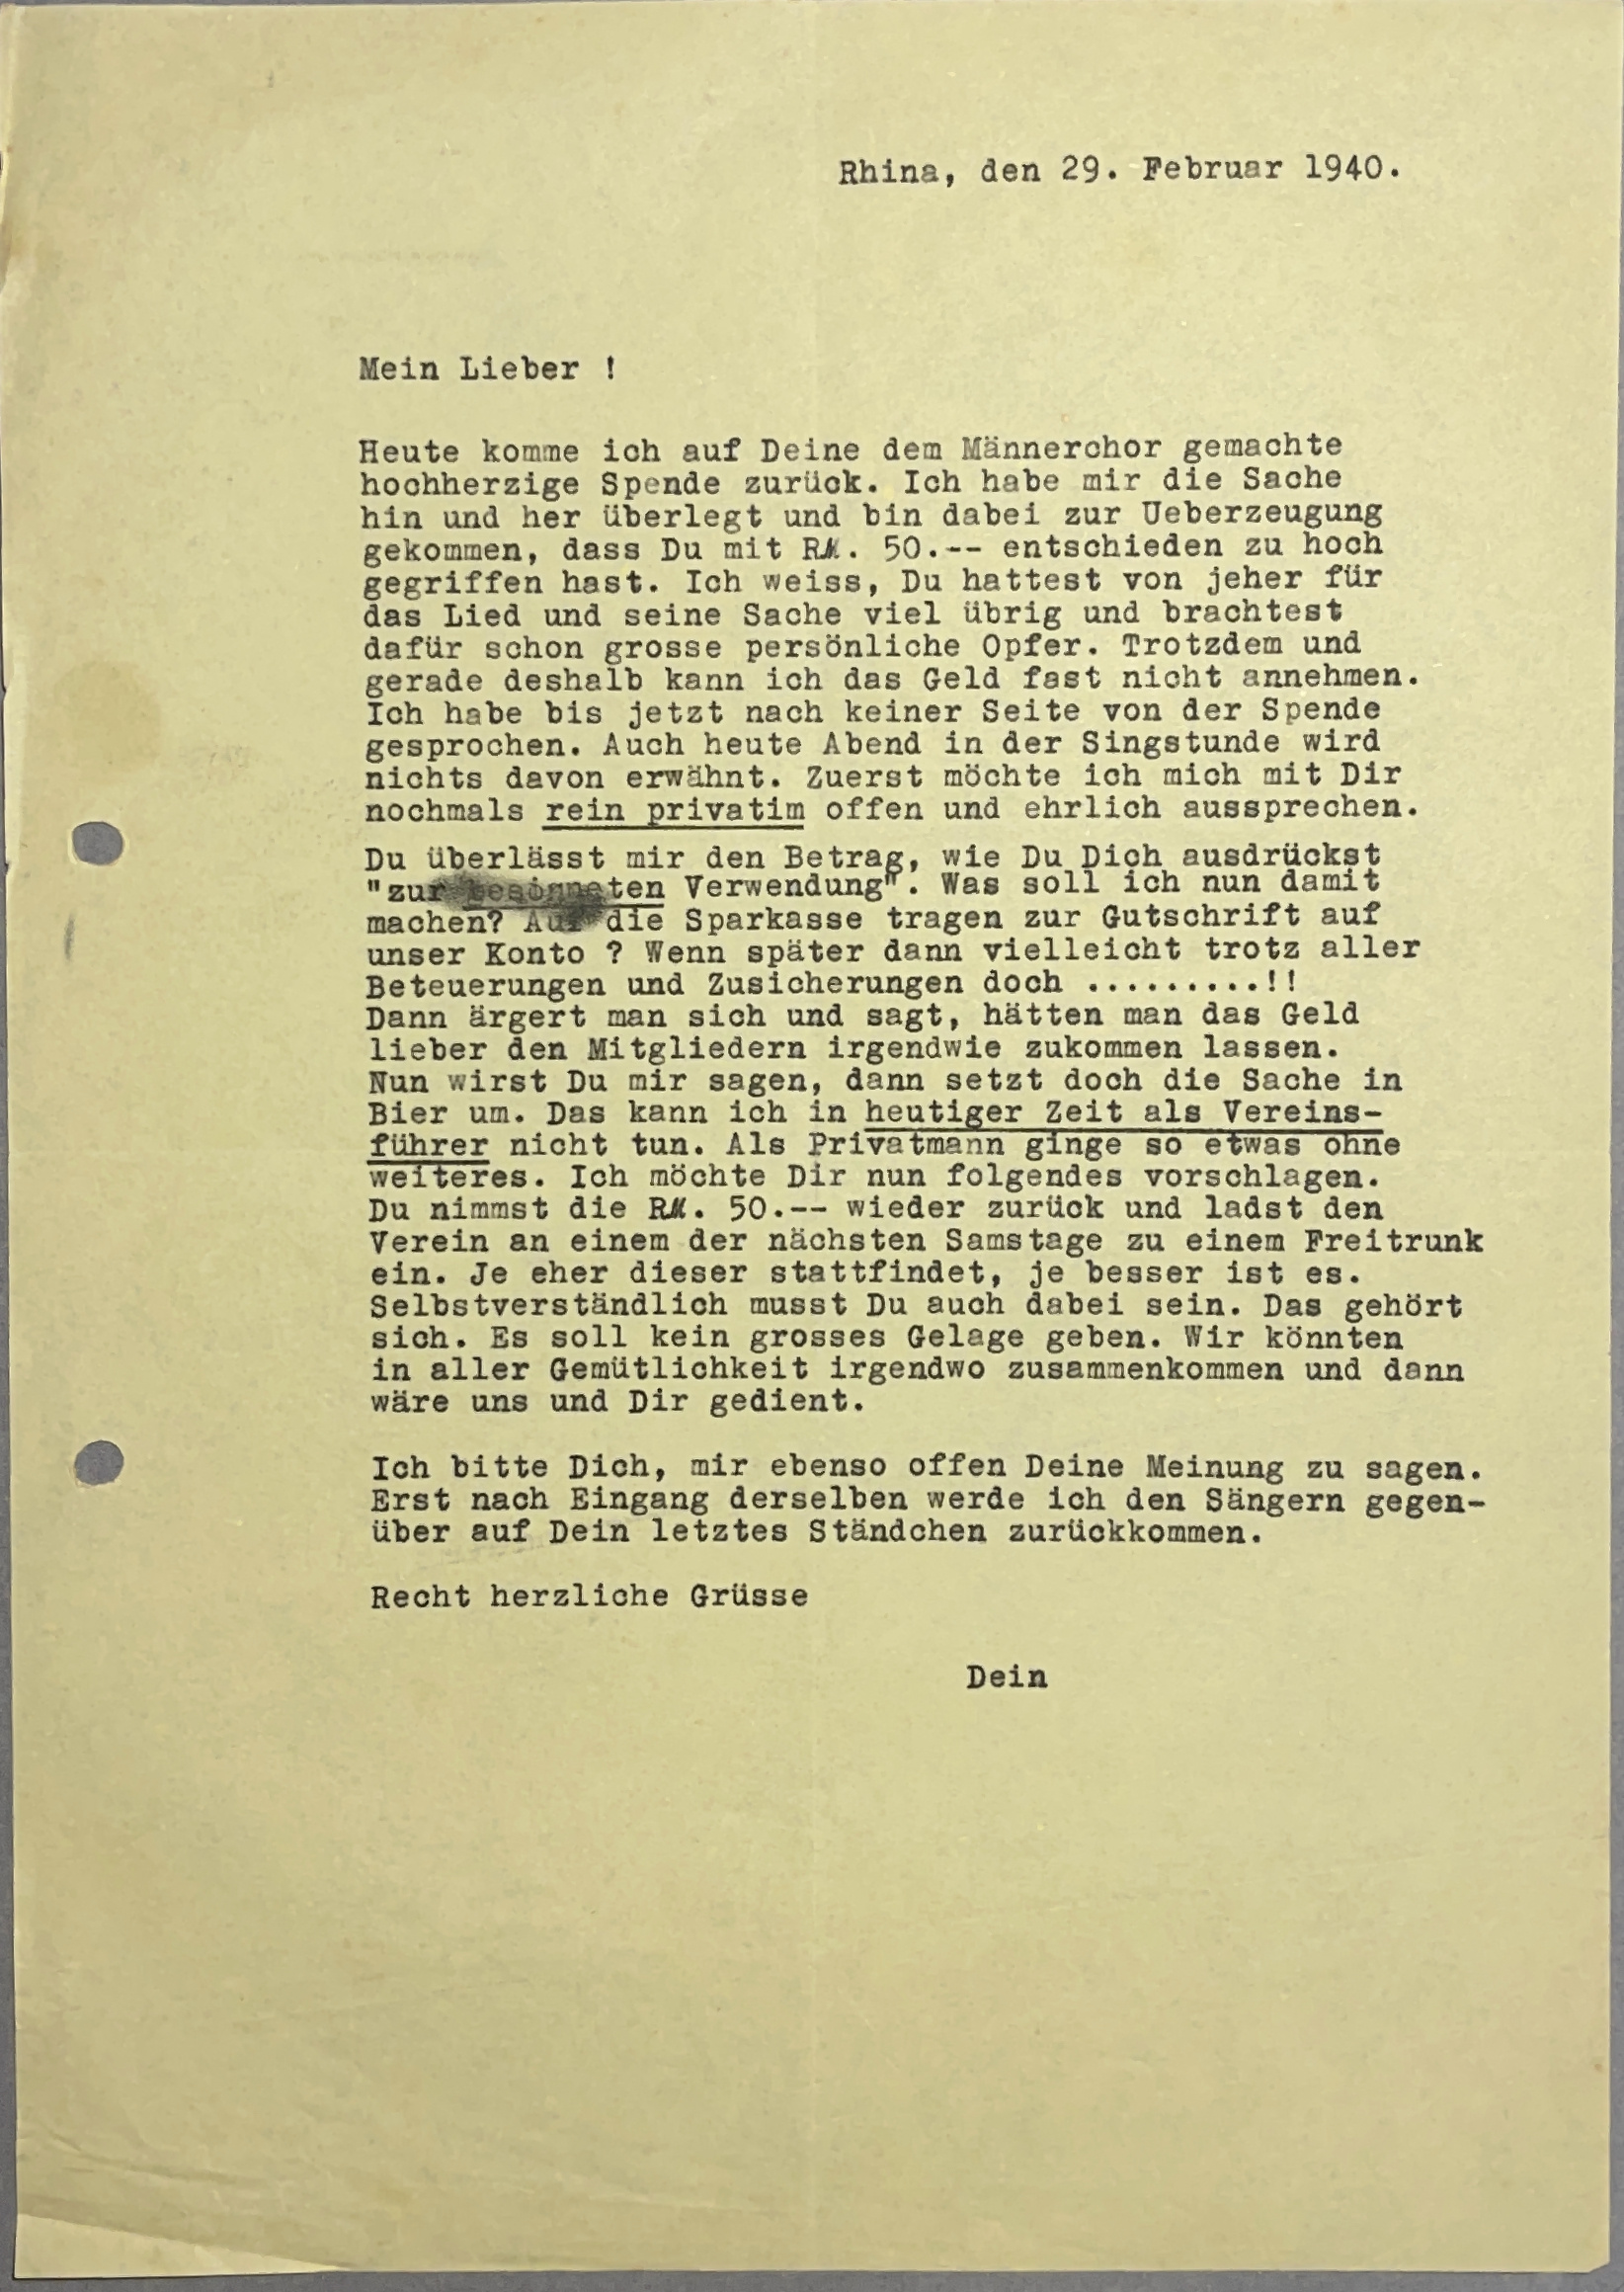 Rhina, den 29. Februar 1940.
Mein Lieber !
Heute komme ich auf Deine dem Männerchor gemachte
hochherzige Spende zurück. Ich habe mir die Sache
hin und her überlegt und bin dabei zur Ueberzeugung
gekommen, dass Du mit RM. 50.-- entschieden zu hoch
gegriffen hast. Ich weiss, Du hattest von jeher für
das Lied und seine Sache viel übrig und brachtest
dafür schon grosse persönliche Opfer. Trotzdem und
gerade deshalb kann ich das Geld fast nicht annehmen.
Ich habe bis jetzt nach keiner Seite von der Spende
gesprochen. Auch heute Abend in der Singstunde wird
nichts davon erwähnt. Zuerst möchte ich mich mit Dir
nochmals rein privatim offen und ehrlich aussprechen.
Du überlässt mir den Betrag, wie Du Dich ausdrückst
"zur Verwendung". Was soll ich nun damit
machen? Auf die Sparkasse tragen zur Gutschrift auf
unser Konto ? Wenn später dann vielleicht trotz aller
Beteuerungen und Zusicherungen doch .........!!
Dann ärgert man sich und sagt, hätten man das Geld
lieber den Mitgliedern irgendwie zukommen lassen.
Nun wirst Du mir sagen, dann setzt doch die Sache in
Bier um. Das kann ich in heutiger Zeit als Vereins-
führer nicht tun. Als Privatmann ginge so etwas ohne
weiteres. Ich möchte Dir nun folgendes vorschlagen.
Du nimmst die RM. 50.-- wieder zurück und ladst den
Verein an einem der nächsten Samstage zu einem Freitrunk
ein. Je eher dieser stattfindet, je besser ist es.
Selbstverständlich musst Du auch dabei sein. Das gehört
sich. Es soll kein grosses Gelage geben. Wir könnten
in aller Gemütlichkeit irgendwo zusammenkommen und dann
wäre uns und Dir gedient.
Ich bitte Dich, mir ebenso offen Deine Meinung zu sagen.
Erst nach Eingang derselben werde ich den Sängern gegen-
über auf Dein letztes Ständchen zurückkommen.
Recht herzliche Grüsse
Dein